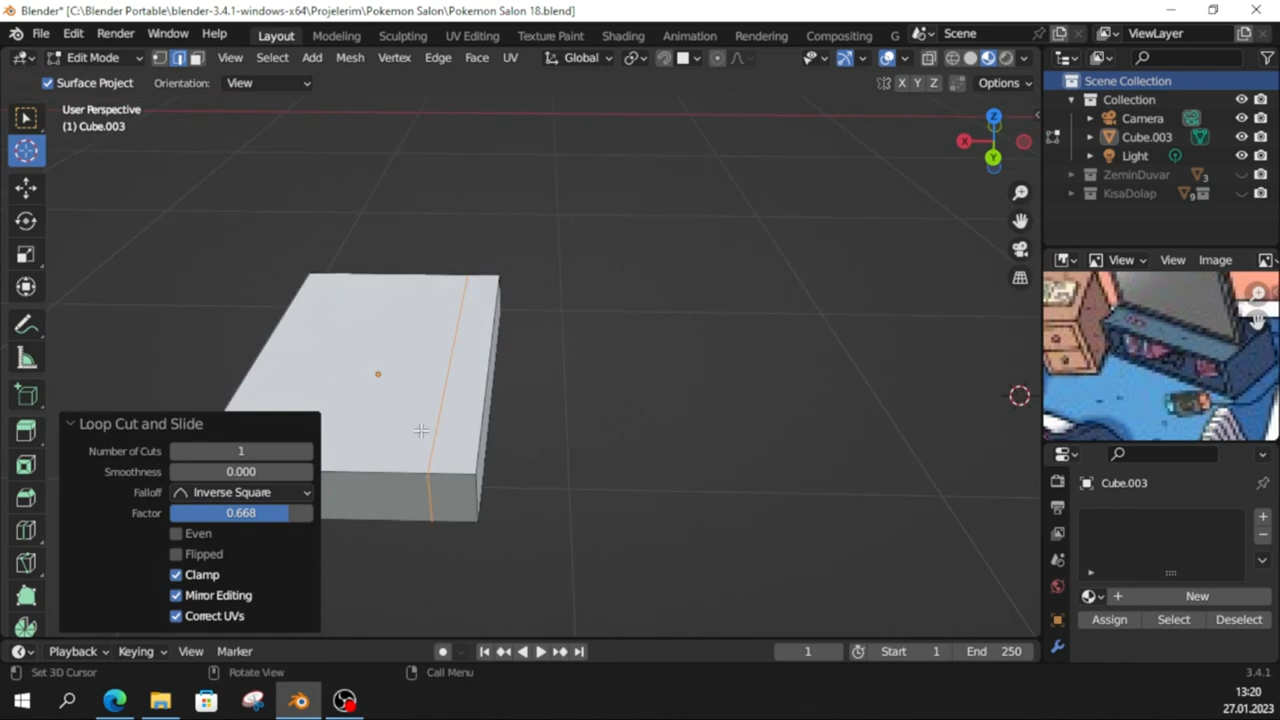 Blender* [C:\Blender Portable\blender-3.4.1-windows-x64\Projelerim\Pokemon Salon\Pokemon Salon 18.blend]
File Edit Render Window Help Layout Modeling Sculpting UV Editing Texture Paint Shading Animation Rendering Compositing G Scene ViewLayer
Edit Mode View Select Add Mesh Vertex Edge Face UV Global
Surface Project Orientation: View X Y Z Options
User Perspective
(1) Cube.003
Z
X
Y
Scene Collection
Collection
Camera
Cube.003
Light
ZeminDuvar 3
KısaDolap 9
View View Image
Loop Cut and Slide
Number of Cuts 1
Smoothness 0.000
Falloff Inverse Square
Factor 0.668
Even
Flipped
Clamp
Mirror Editing
Correct UVs
Cube.003
New
Assign Select Deselect
Playback Keying View Marker 1 Start 1 End 250
Set 3D Cursor Rotate View Call Menu 3.4.1
13:20
27.01.2023